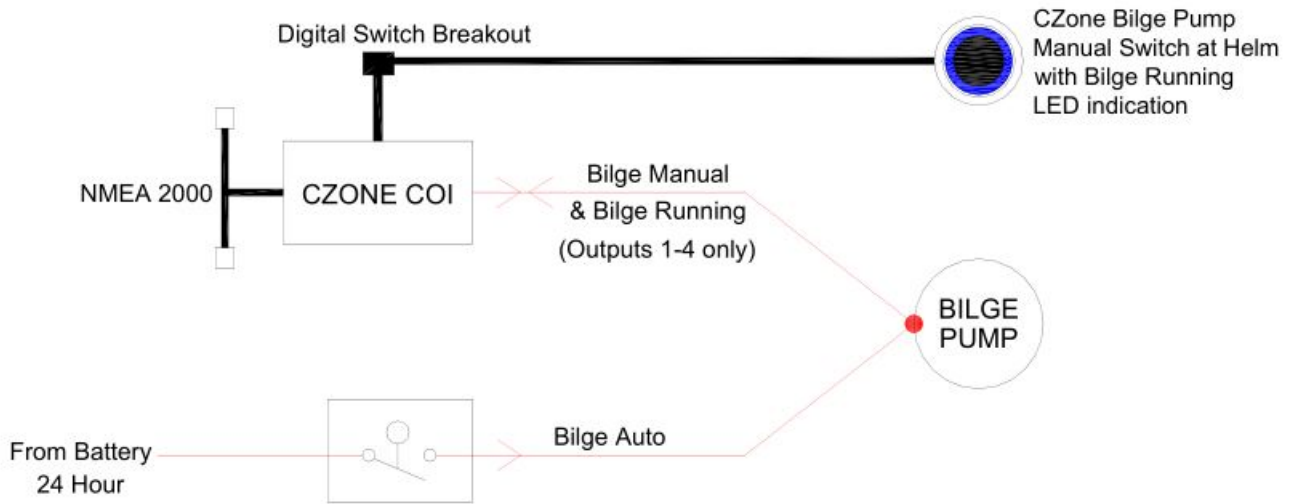 Digital Switch Breakout
CZone Bilge Pump
Manual Switch at Helm
with Bilge Running
LED indication
NMEA 2000
CZONE COI
Bilge Manual
& Bilge Running
(Outputs 1-4 only)
BILGE
PUMP
From Battery
24 Hour
Bilge Auto